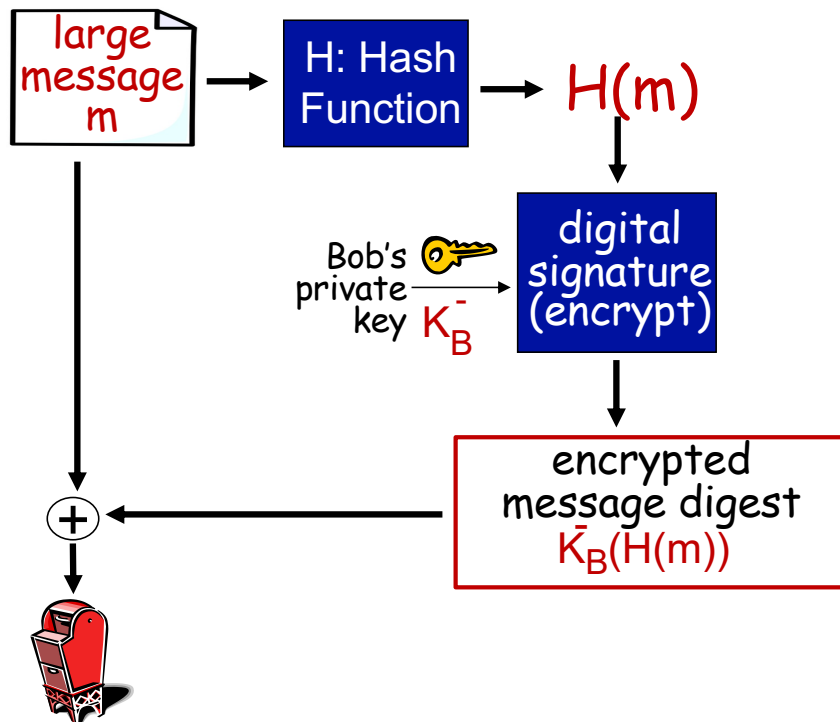 large
message
m
H: Hash
Function
H(m)
digital
signature
(encrypt)
Bob's
private
key
K_B^-
encrypted
message digest
K_B^-(H(m))
+